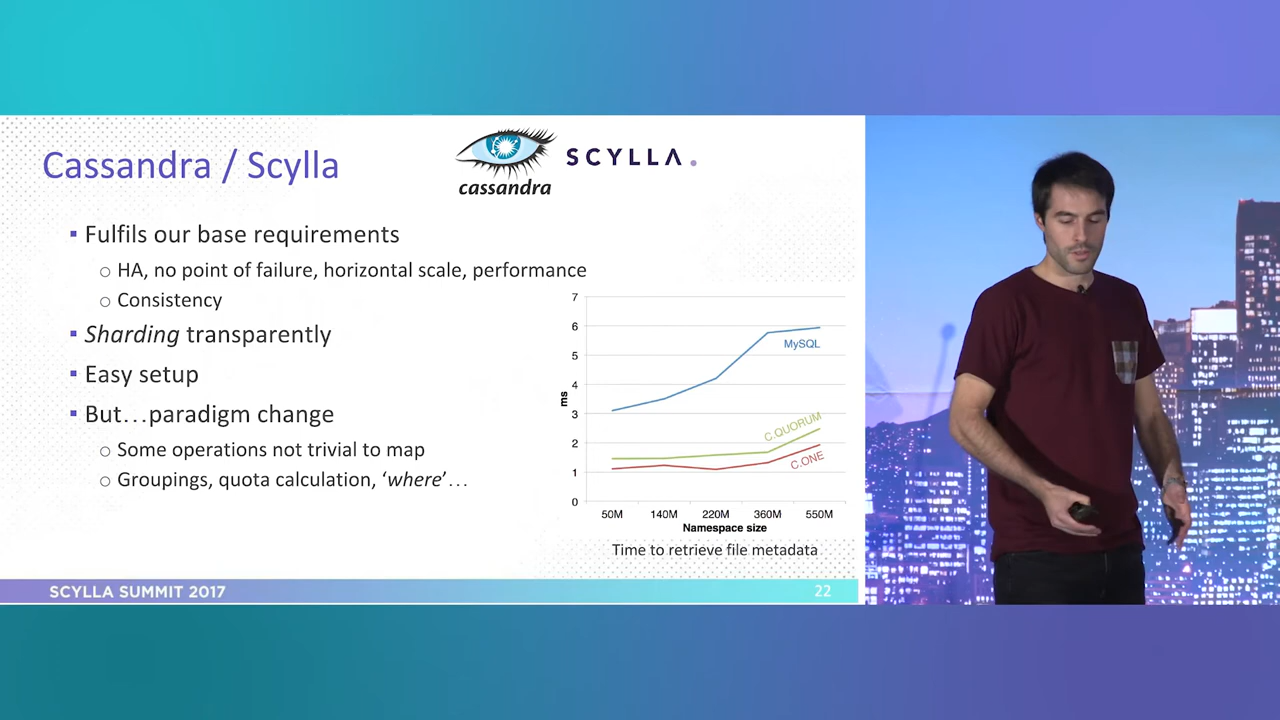 Cassandra / Scylla
cassandra
SCYLLA.
▪ Fulfils our base requirements
○ HA, no point of failure, horizontal scale, performance
○ Consistency
▪ Sharding transparently
▪ Easy setup
▪ But...paradigm change
○ Some operations not trivial to map
○ Groupings, quota calculation, ‘where’...
7
6
5
4
3
2
1
0
ms
MySQL
C.QUORUM
C.ONE
50M 140M 220M 360M 550M
Namespace size
Time to retrieve file metadata
SCYLLA SUMMIT 2017
22